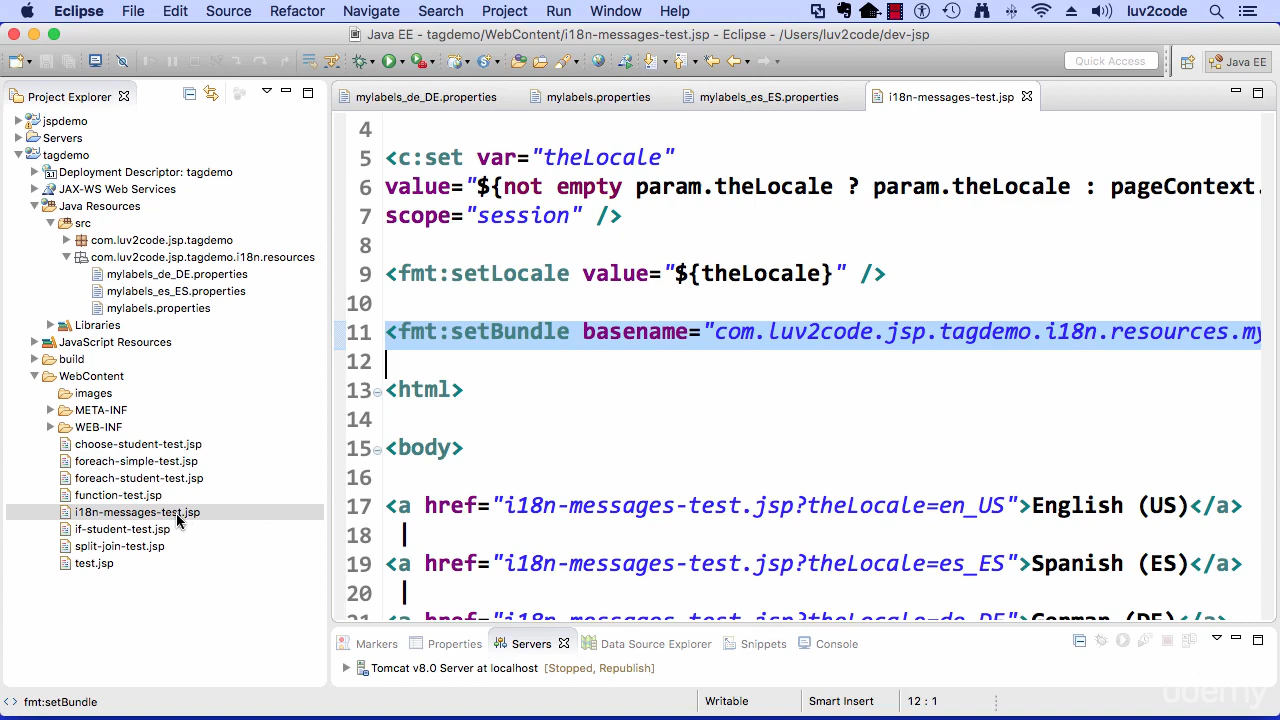 Eclipse File Edit Source Refactor Navigate Search Project Run Window Help luv2code
Java EE - tagdemo/WebContent/i18n-messages-test.jsp - Eclipse - /Users/luv2code/dev-jsp
Quick Access
Java EE
Project Explorer
jspdemo
Servers
tagdemo
Deployment Descriptor: tagdemo
JAX-WS Web Services
Java Resources
src
com.luv2code.jsp.tagdemo
com.luv2code.jsp.tagdemo.i18n.resources
mylabels_de_DE.properties
mylabels_es_ES.properties
mylabels.properties
Libraries
JavaScript Resources
build
WebContent
images
META-INF
WEB-INF
choose-student-test.jsp
foreach-simple-test.jsp
foreach-student-test.jsp
function-test.jsp
i18n-messages-test.jsp
if-student-test.jsp
split-join-test.jsp
test.jsp
mylabels_de_DE.properties mylabels.properties mylabels_es_ES.properties i18n-messages-test.jsp
4
5 <c:set var="theLocale"
6 value="${not empty param.theLocale ? param.theLocale : pageContext.
7 scope="session" />
8
9 <fmt:setLocale value="${theLocale}" />
10
11 <fmt:setBundle basename="com.luv2code.jsp.tagdemo.i18n.resources.my
12
13 <html>
14
15 <body>
16
17 <a href="i18n-messages-test.jsp?theLocale=en_US">English (US)</a>
18 |
19 <a href="i18n-messages-test.jsp?theLocale=es_ES">Spanish (ES)</a>
20 |
21 <a href="i18n-messages-test.jsp?theLocale=de_DE">German (DE)</a>
Markers Properties Servers Data Source Explorer Snippets Console
Tomcat v8.0 Server at localhost [Stopped, Republish]
fmt:setBundle Writable Smart Insert 12 : 1
udemy